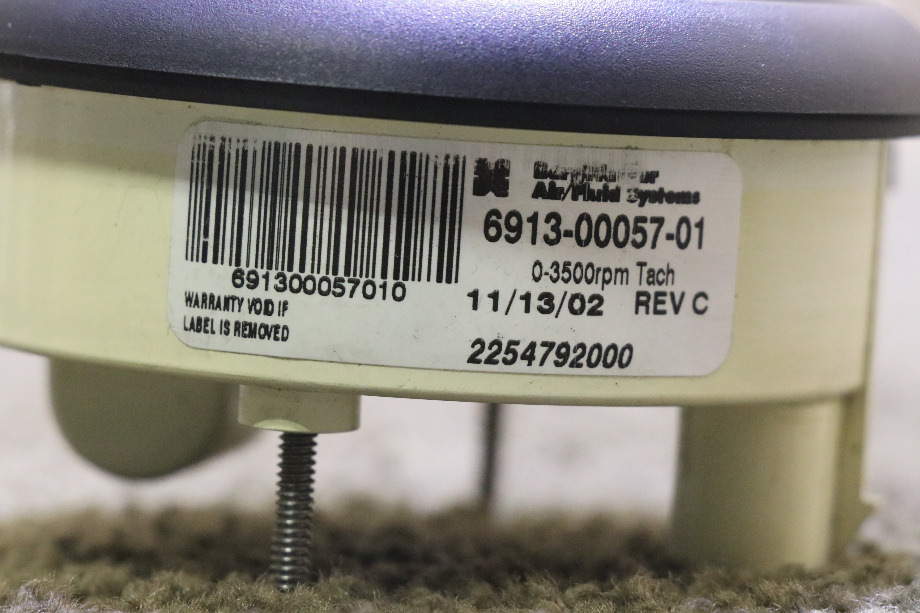 Air/Fluid Systems
6913-00057-01
0-3500rpm Tach
691300057010
11/13/02 REV C
WARRANTY VOID IF
LABEL IS REMOVED
2254792000